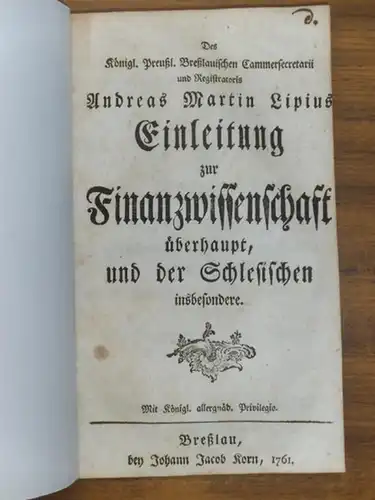 d.
Des
Königl. Preußl. Breßlauischen Cammersecretarii
und Registratoris
Andreas Martin Lipius
Einleitung
zur
Finanzwissenschaft
überhaupt,
und der Schlesischen
insbesondere.
Mit Königl. allergnäd. Privilegio.
Breßlau,
bey Johann Jacob Korn, 1761.